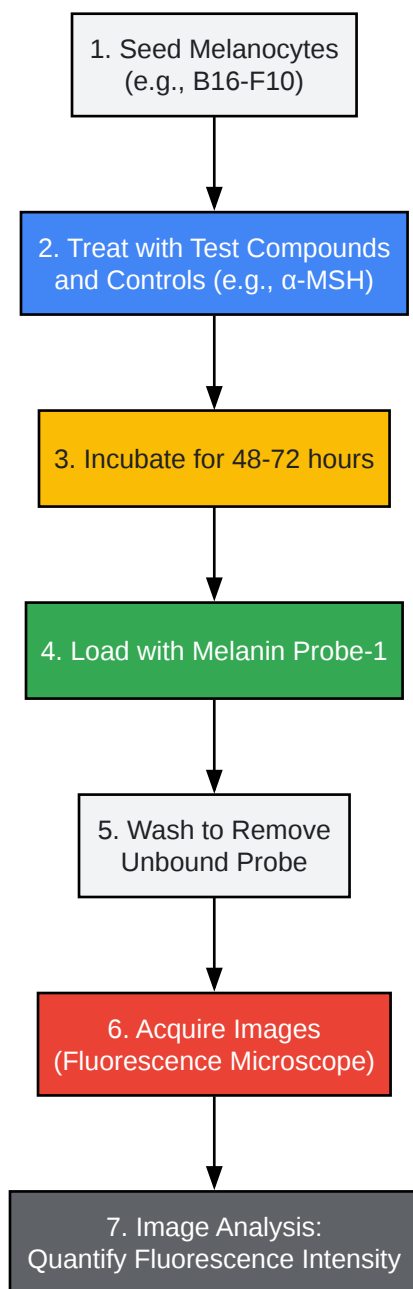 1. Seed Melanocytes
(e.g., B16-F10)
2. Treat with Test Compounds
and Controls (e.g., α-MSH)
3. Incubate for 48-72 hours
4. Load with Melanin Probe-1
5. Wash to Remove
Unbound Probe
6. Acquire Images
(Fluorescence Microscope)
7. Image Analysis:
Quantify Fluorescence Intensity